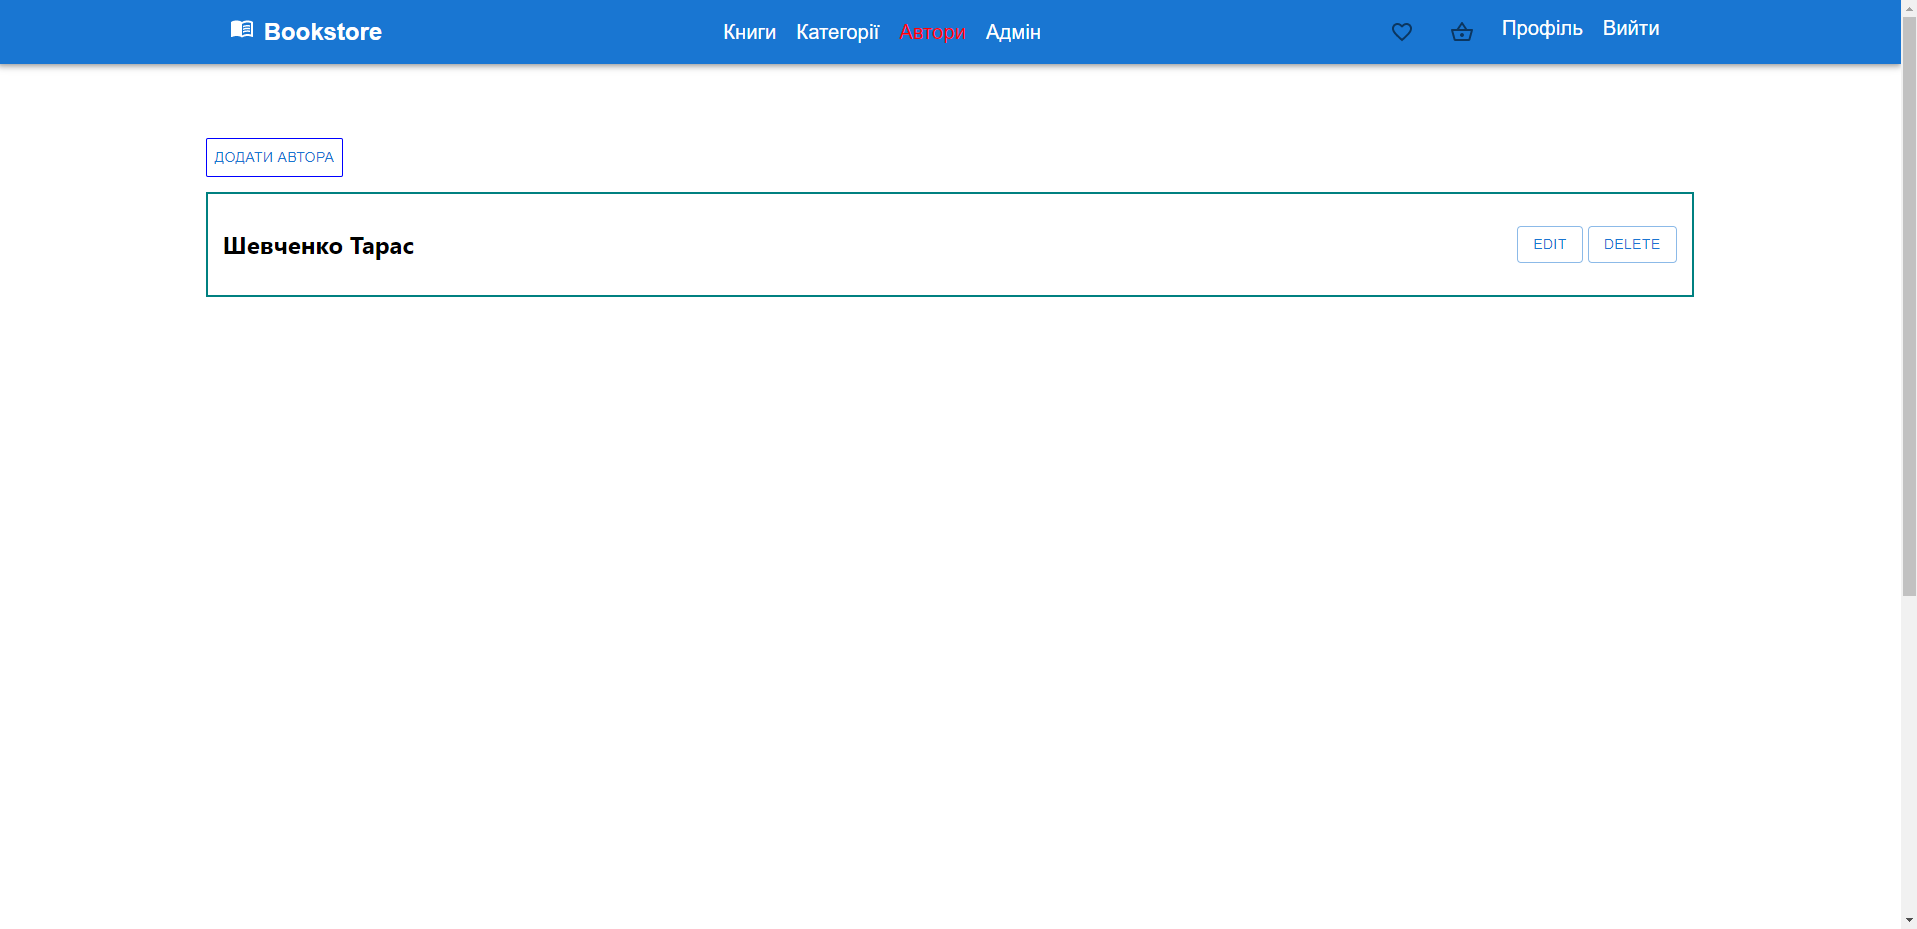 Bookstore Книги Категорії Автори Адмін Профіль Вийти
ДОДАТИ АВТОРА
Шевченко Тарас EDIT DELETE